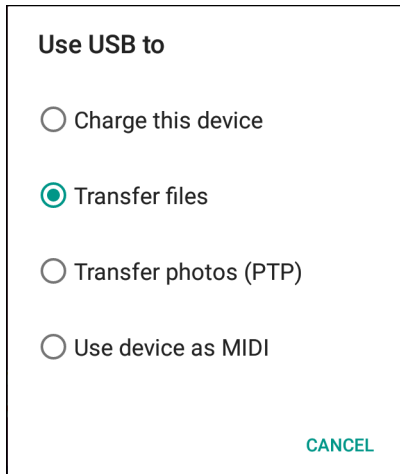 Use USB to
Charge this device
Transfer files
Transfer photos (PTP)
Use device as MIDI
CANCEL